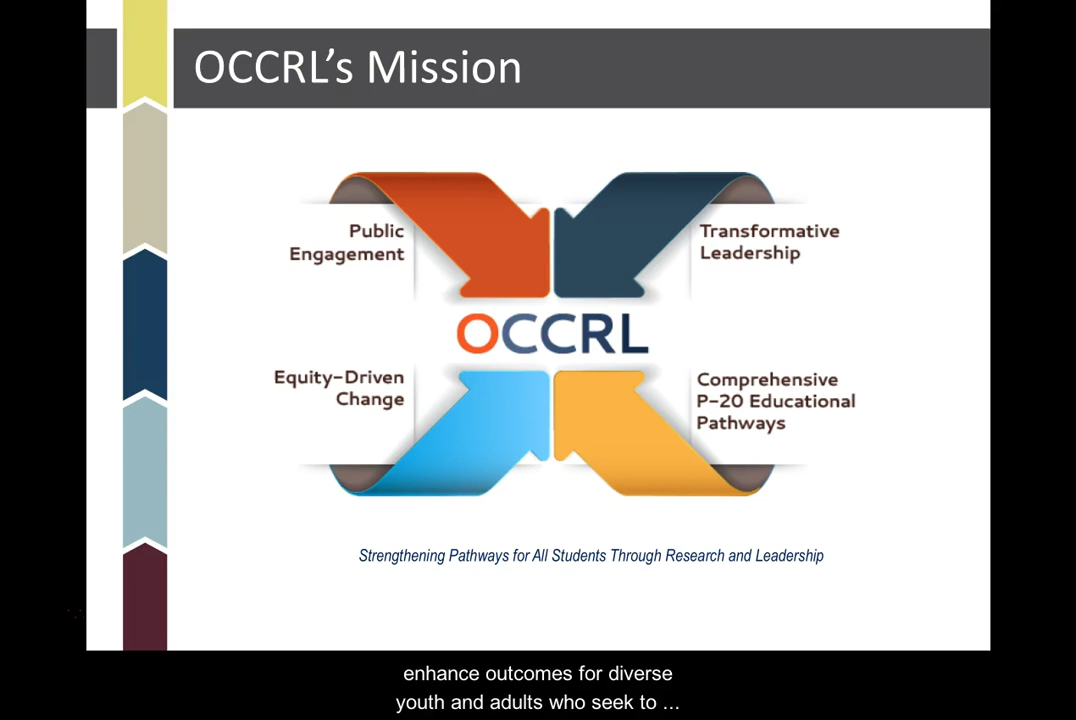 OCCRL's Mission
Public
Engagement
Transformative
Leadership
OCCRL
Equity-Driven
Change
Comprehensive
P-20 Educational
Pathways
Strengthening Pathways for All Students Through Research and Leadership
enhance outcomes for diverse
youth and adults who seek to ...